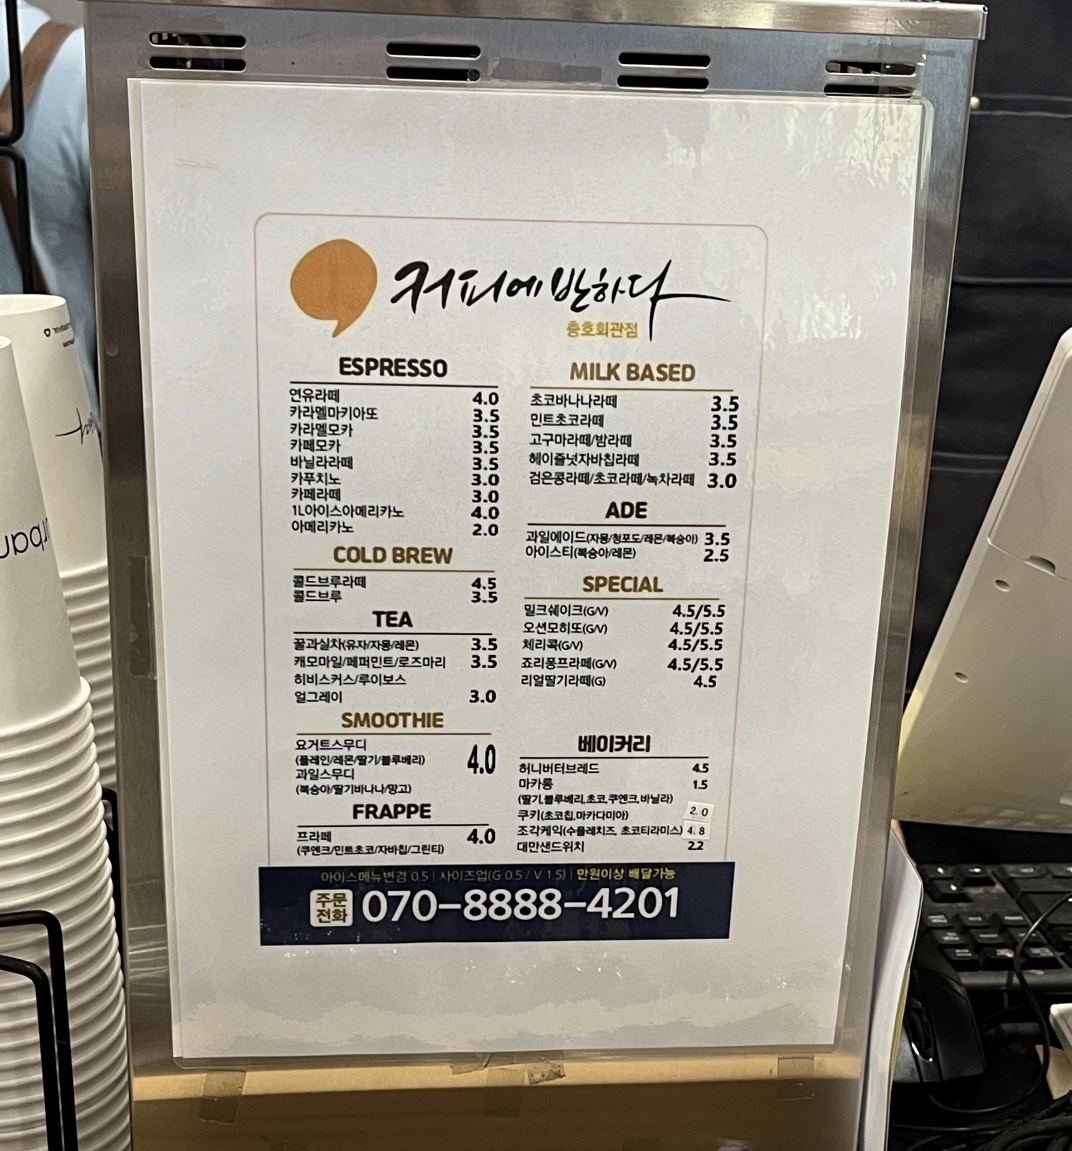 커피에 반하다
충호회관점
ESPRESSO
연유라떼 4.0
카라멜마키아또 3.5
카라멜모카 3.5
카페모카 3.5
바닐라라떼 3.5
카푸치노 3.0
카페라떼 3.0
1L아이스아메리카노 4.0
아메리카노 2.0
COLD BREW
콜드브루라떼 4.5
콜드브루 3.5
TEA
꿀과실차(유자/자몽/레몬) 3.5
캐모마일/페퍼민트/로즈마리 3.5
히비스커스/루이보스
얼그레이 3.0
SMOOTHIE
요거트스무디
(플레인/레몬/딸기/블루베리) 4.0
과일스무디
(복숭아/딸기바나나/망고)
FRAPPE
프라페 4.0
(쿠엔크/민트초코/자바칩/그린티)
MILK BASED
초코바나나라떼 3.5
민트초코라떼 3.5
고구마라떼/밤라떼 3.5
헤이즐넛자바칩라떼 3.5
검은콩라떼/초코라떼/녹차라떼 3.0
ADE
과일에이드(자몽/청포도/레몬/복숭아) 3.5
아이스티(복숭아/레몬) 2.5
SPECIAL
밀크쉐이크(G/V) 4.5/5.5
오션모히또(G/V) 4.5/5.5
체리콕(G/V) 4.5/5.5
죠리퐁프라페(G/V) 4.5/5.5
리얼딸기라떼(G) 4.5
베이커리
허니버터브레드 4.5
마카롱 1.5
(딸기,블루베리,초코,쿠엔크,바닐라)
쿠키(초코칩,마카다미아) 2.0
조각케익(수플레치즈, 초코티라미스) 4.8
대만샌드위치 2.2
아이스메뉴변경 0.5 | 사이즈업(G 0.5 / V 1.5) | 만원이상 배달가능
주문
전화 070-8888-4201